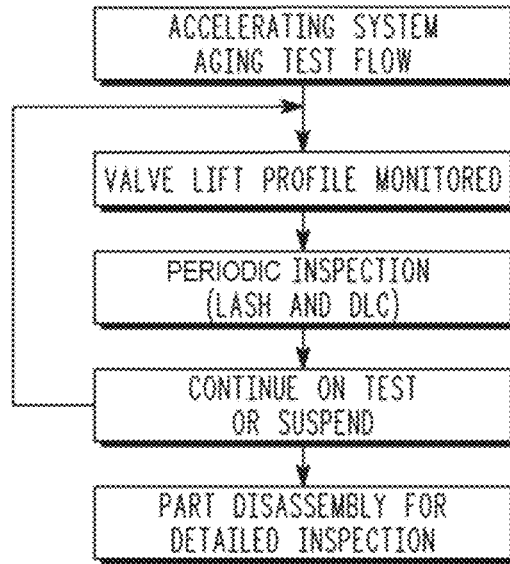 ACCELERATING SYSTEM
AGING TEST FLOW
VALVE LIFT PROFILE MONITORED
PERIODIC INSPECTION
(LASH AND DLC)
CONTINUE ON TEST
OR SUSPEND
PART DISASSEMBLY FOR
DETAILED INSPECTION